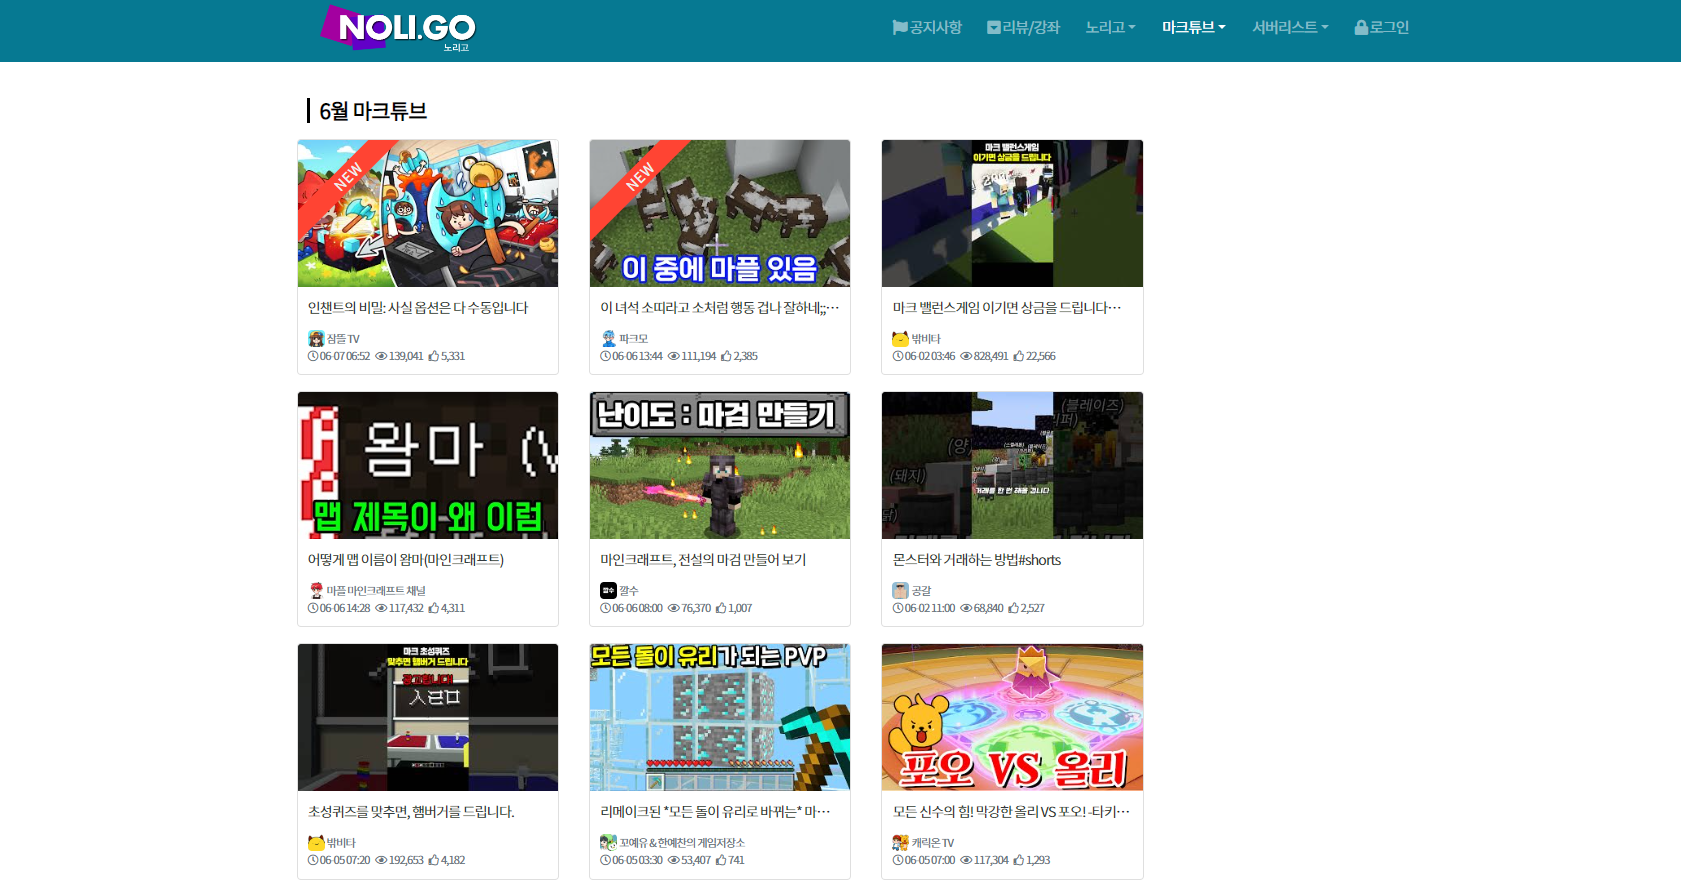 NOLI.GO
노리고
공지사항
리뷰/강좌
노리고
마크튜브
서버리스트
로그인
6월 마크튜브
NEW
인챈트의 비밀: 사실 옵션은 다 수동입니다
잠뜰 TV
06-07 06:52 139,041 5,331
NEW
이 중에 마플 있음
이 녀석 소띠라고 소처럼 행동 겁나 잘하네;;…
파크모
06-06 13:44 111,194 2,385
마크 밸런스게임
이기면 상금을 드립니다
마크 밸런스게임 이기면 상금을 드립니다…
밖비타
06-02 03:46 828,491 22,566
왐마 (
맵 제목이 왜 이럼
어떻게 맵 이름이 왐마(마인크래프트)
마플 마인크래프트 채널
06-06 14:28 117,432 4,311
난이도 : 마검 만들기
마인크래프트, 전설의 마검 만들어 보기
깔수
깔수
06-06 08:00 76,370 1,007
(블레이즈)
리퍼)
(양)
(돼지)
닭)
거래를 한 번 해볼 겁니다
몬스터와 거래하는 방법#shorts
공갈
06-02 11:00 68,840 2,527
마크 초성퀴즈
맞추면 햄버거 드립니다
ㅅㄹㅁ
초성퀴즈를 맞추면, 햄버거를 드립니다.
밖비타
06-05 07:20 192,653 4,182
모든 돌이 유리가 되는 PVP
리메이크된 *모든 돌이 유리로 바뀌는* 마…
꼬예유 & 한예찬의 게임저장소
06-05 03:30 53,407 741
포오 VS 올리
모든 신수의 힘! 막강한 올리 VS 포오! -타키…
캐릭온 TV
06-05 07:00 117,304 1,293